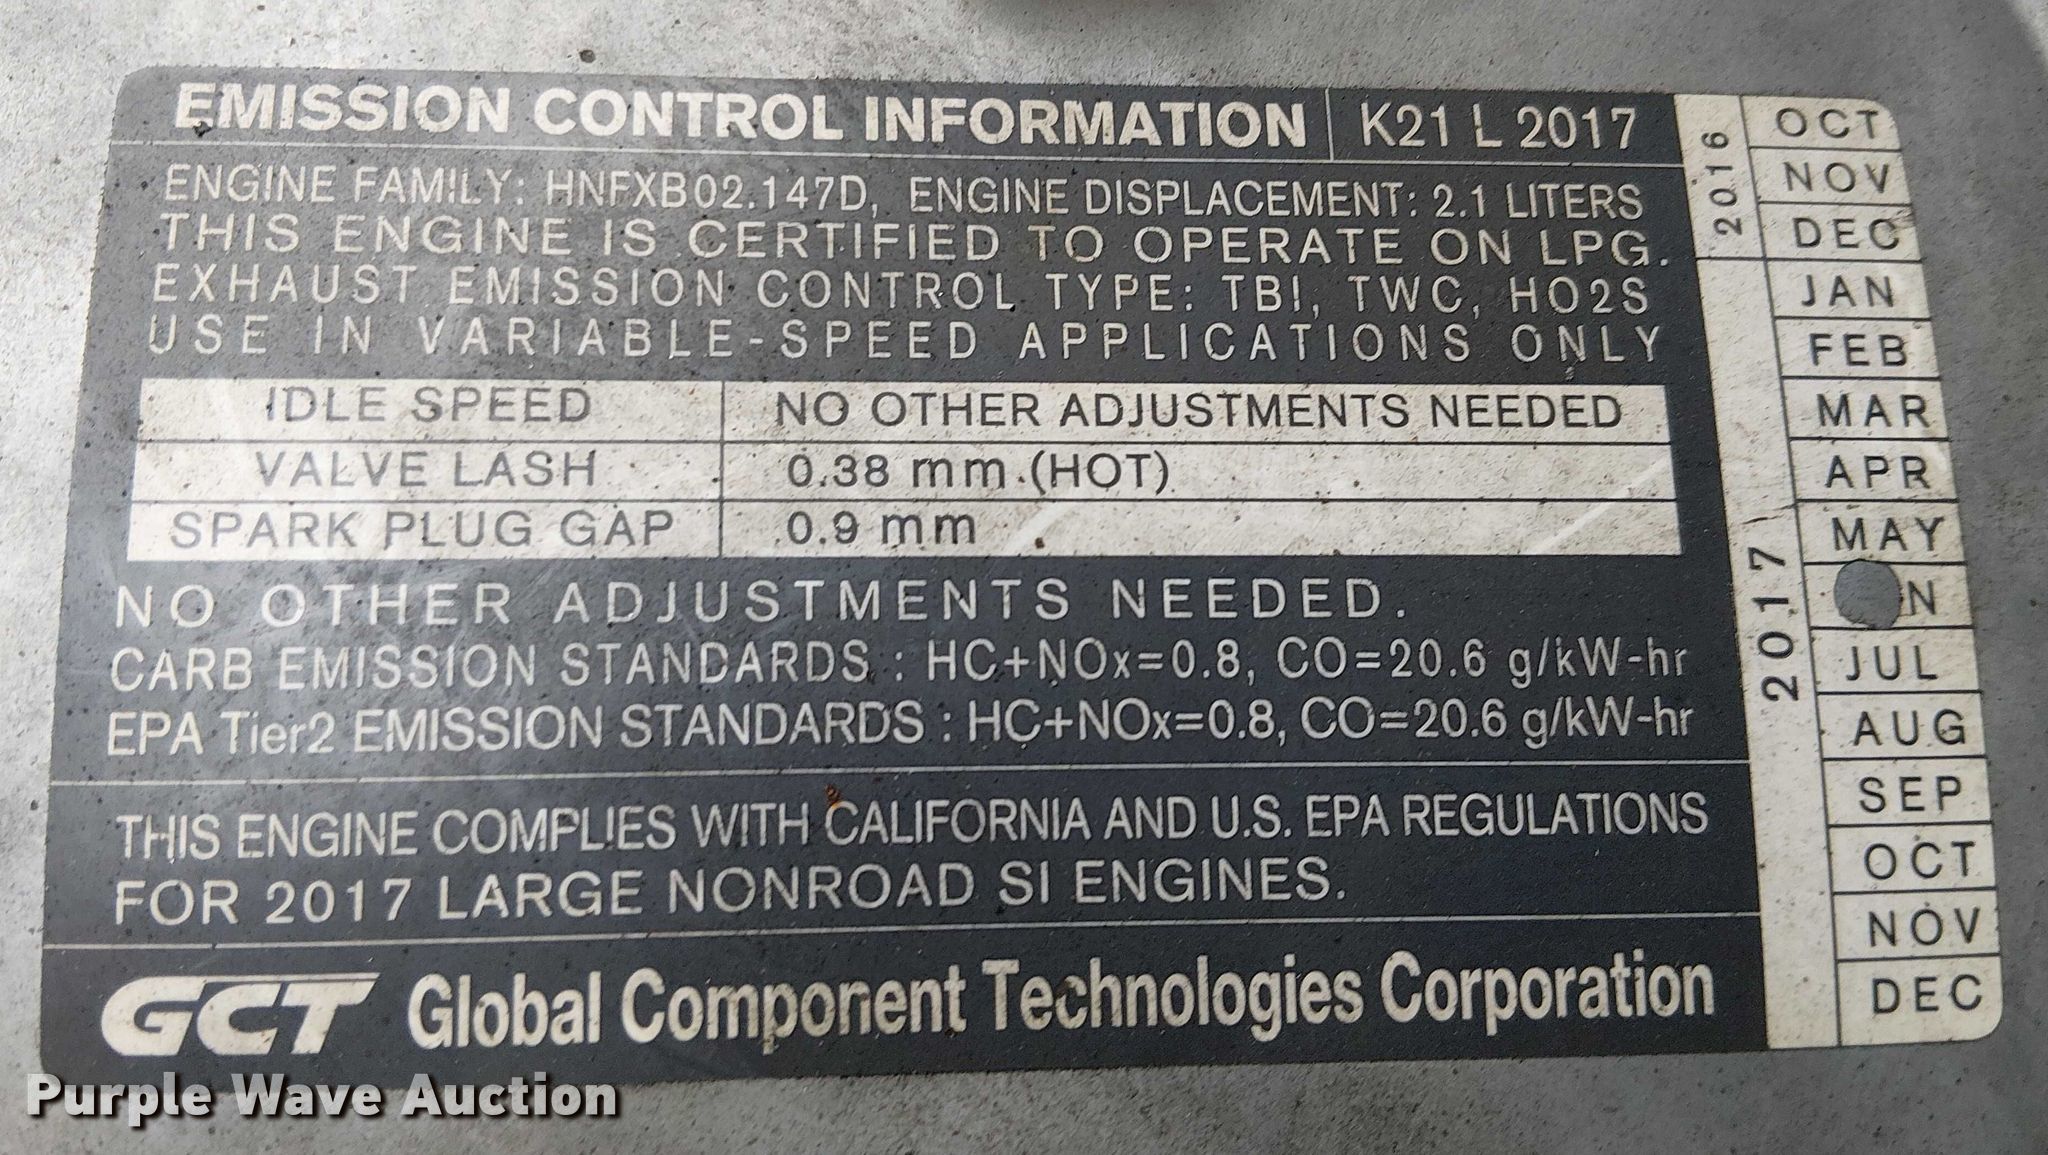 EMISSION CONTROL INFORMATION K21 L 2017
ENGINE FAMILY: HNFXB02.147D, ENGINE DISPLACEMENT: 2.1 LITERS
THIS ENGINE IS CERTIFIED TO OPERATE ON LPG.
EXHAUST EMISSION CONTROL TYPE: TBI, TWC, HO2S
USE IN VARIABLE-SPEED APPLICATIONS ONLY
IDLE SPEED NO OTHER ADJUSTMENTS NEEDED
VALVE LASH 0.38 mm (HOT)
SPARK PLUG GAP 0.9 mm
NO OTHER ADJUSTMENTS NEEDED.
CARB EMISSION STANDARDS : HC+NOx=0.8, CO=20.6 g/kW-hr
EPA Tier2 EMISSION STANDARDS : HC+NOx=0.8, CO=20.6 g/kW-hr
THIS ENGINE COMPLIES WITH CALIFORNIA AND U.S. EPA REGULATIONS
FOR 2017 LARGE NONROAD SI ENGINES.
GCT Global Component Technologies Corporation
2016
OCT
NOV
DEC
2017
JAN
FEB
MAR
APR
MAY
JUL
AUG
SEP
OCT
NOV
DEC
Purple Wave Auction